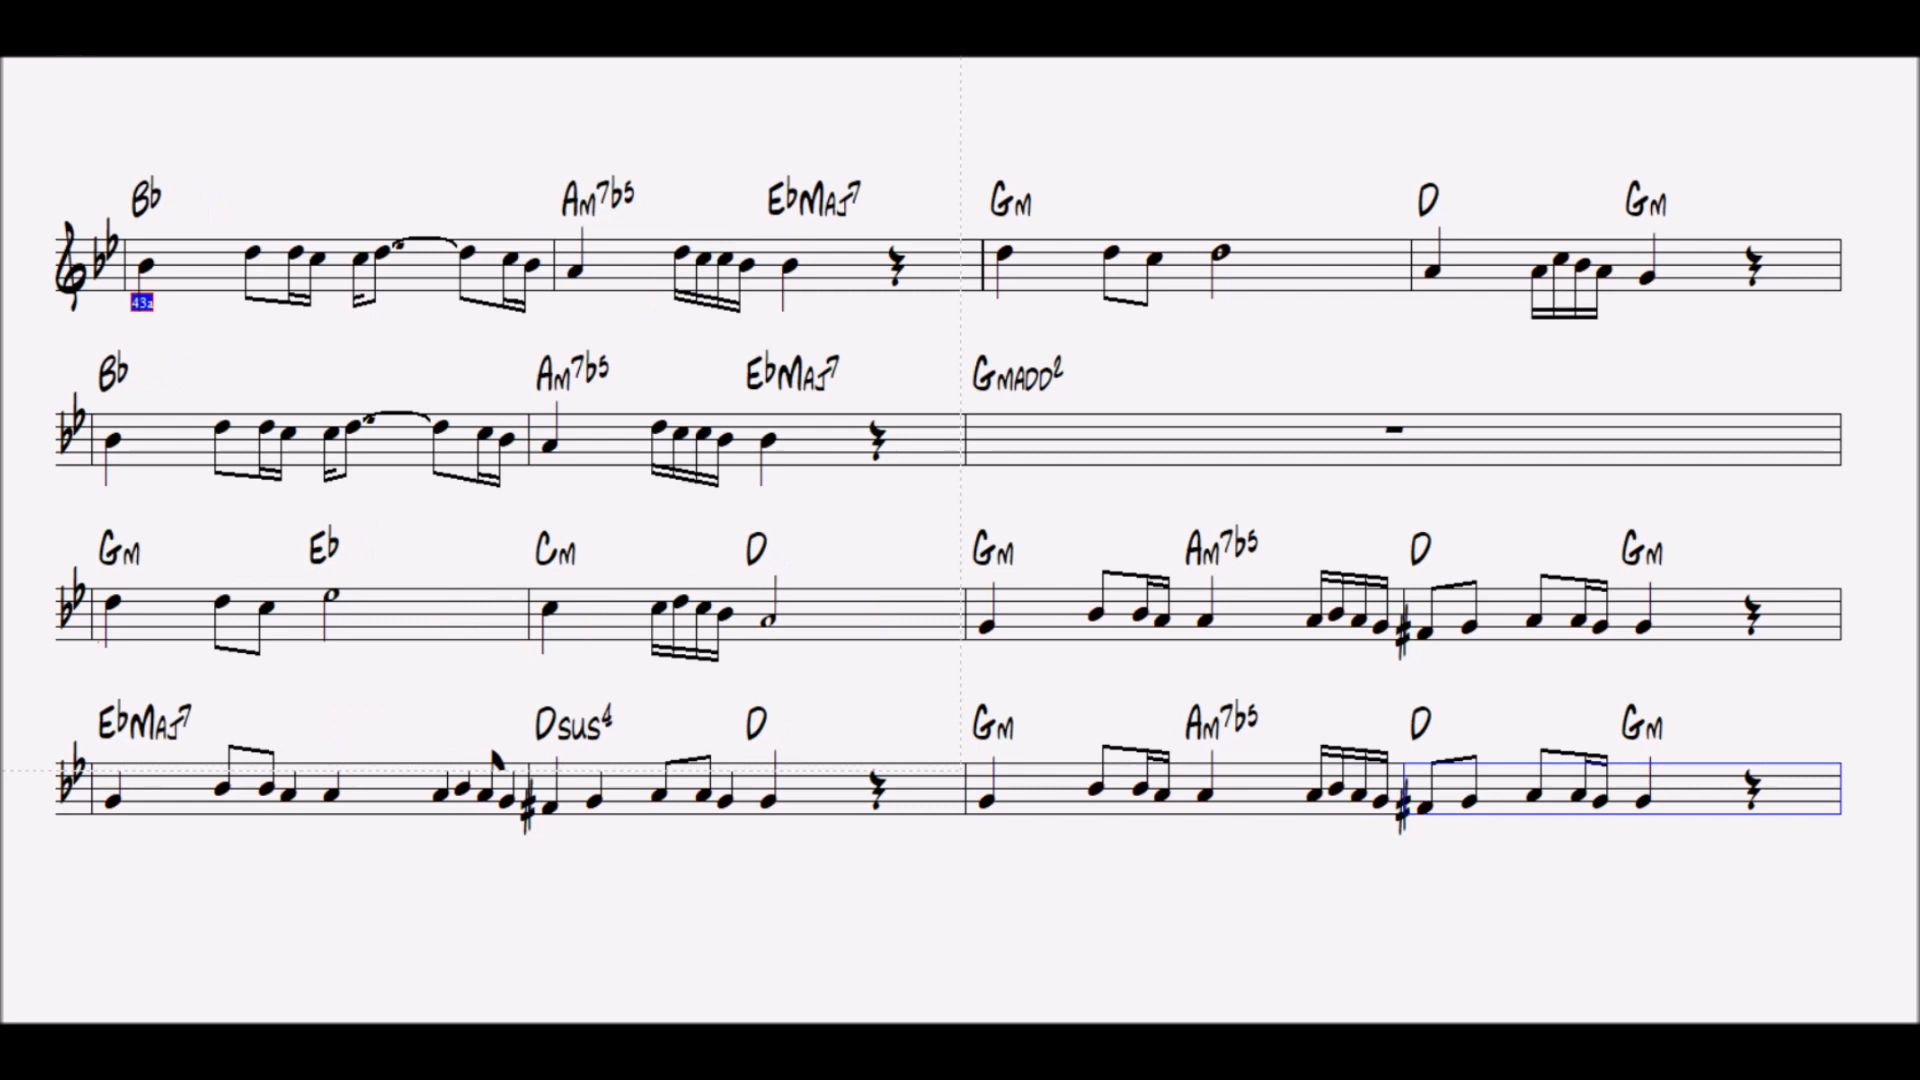 Bb Am7b5 EbMaj7 Gm D Gm
43a
Bb Am7b5 EbMaj7 Gmadd2
Gm Eb Cm D Gm Am7b5 D Gm
EbMaj7 Dsus4 D Gm Am7b5 D Gm